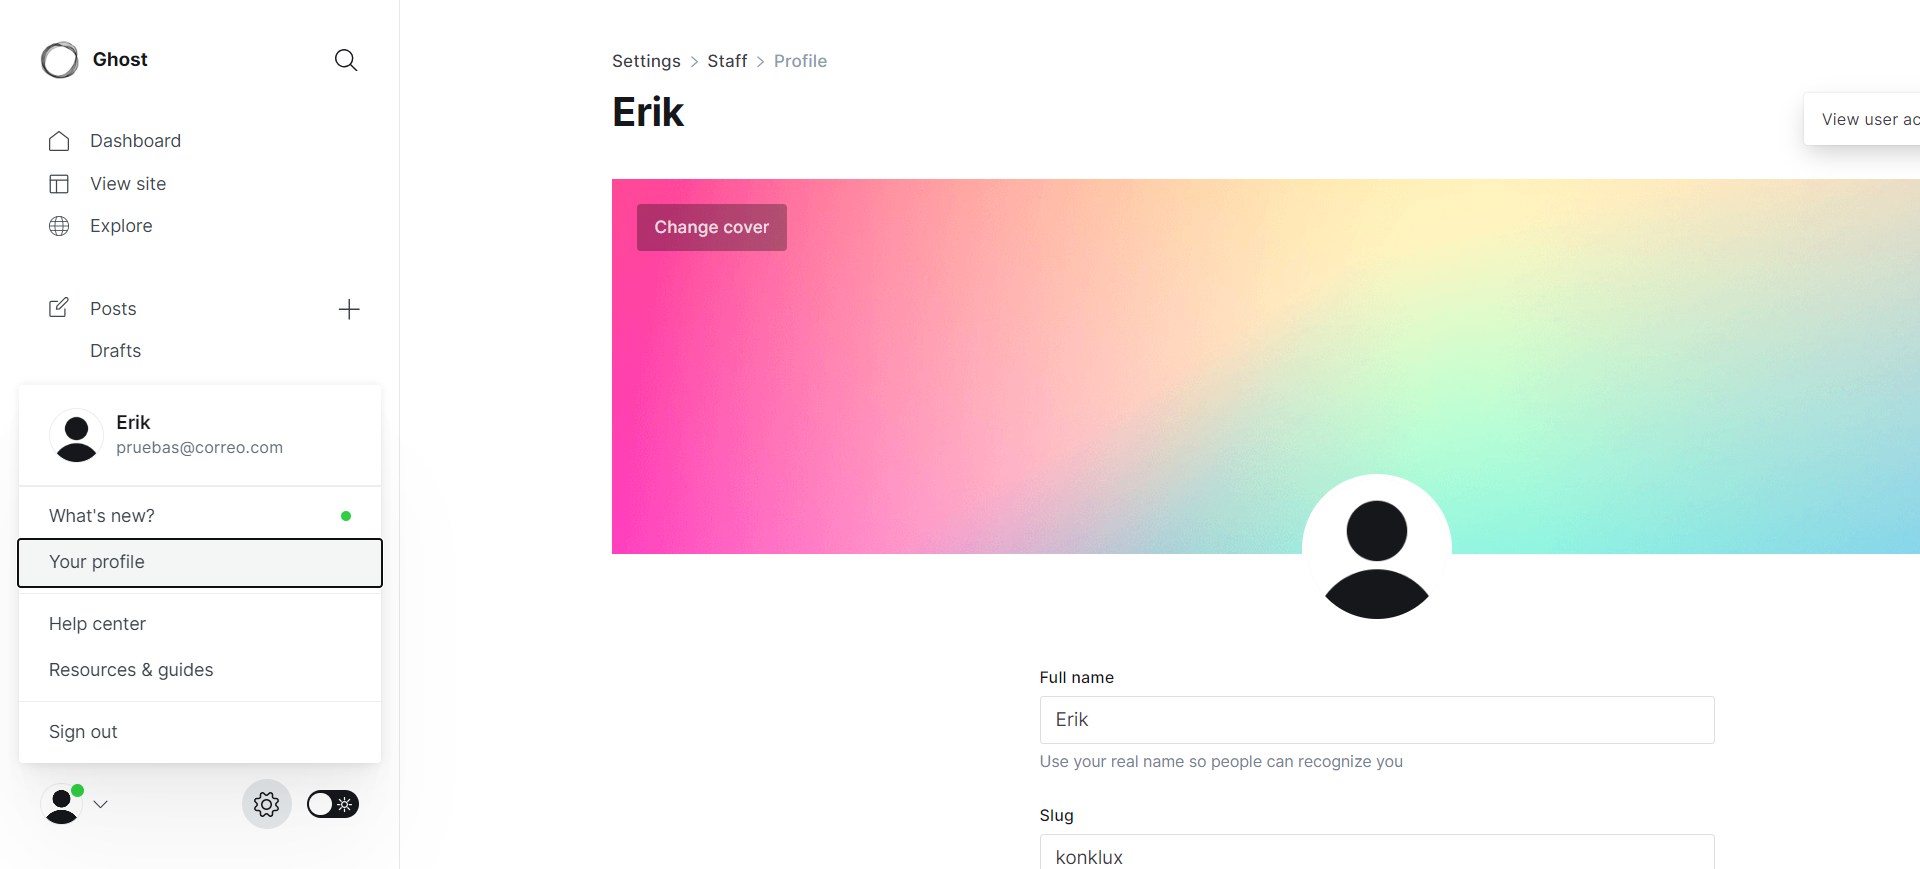 Ghost
Dashboard
View site
Explore
Posts
Drafts
Erik
pruebas@correo.com
What's new?
Your profile
Help center
Resources & guides
Sign out
Settings > Staff > Profile
Erik
View user ac
Change cover
Full name
Erik
Use your real name so people can recognize you
Slug
konklux